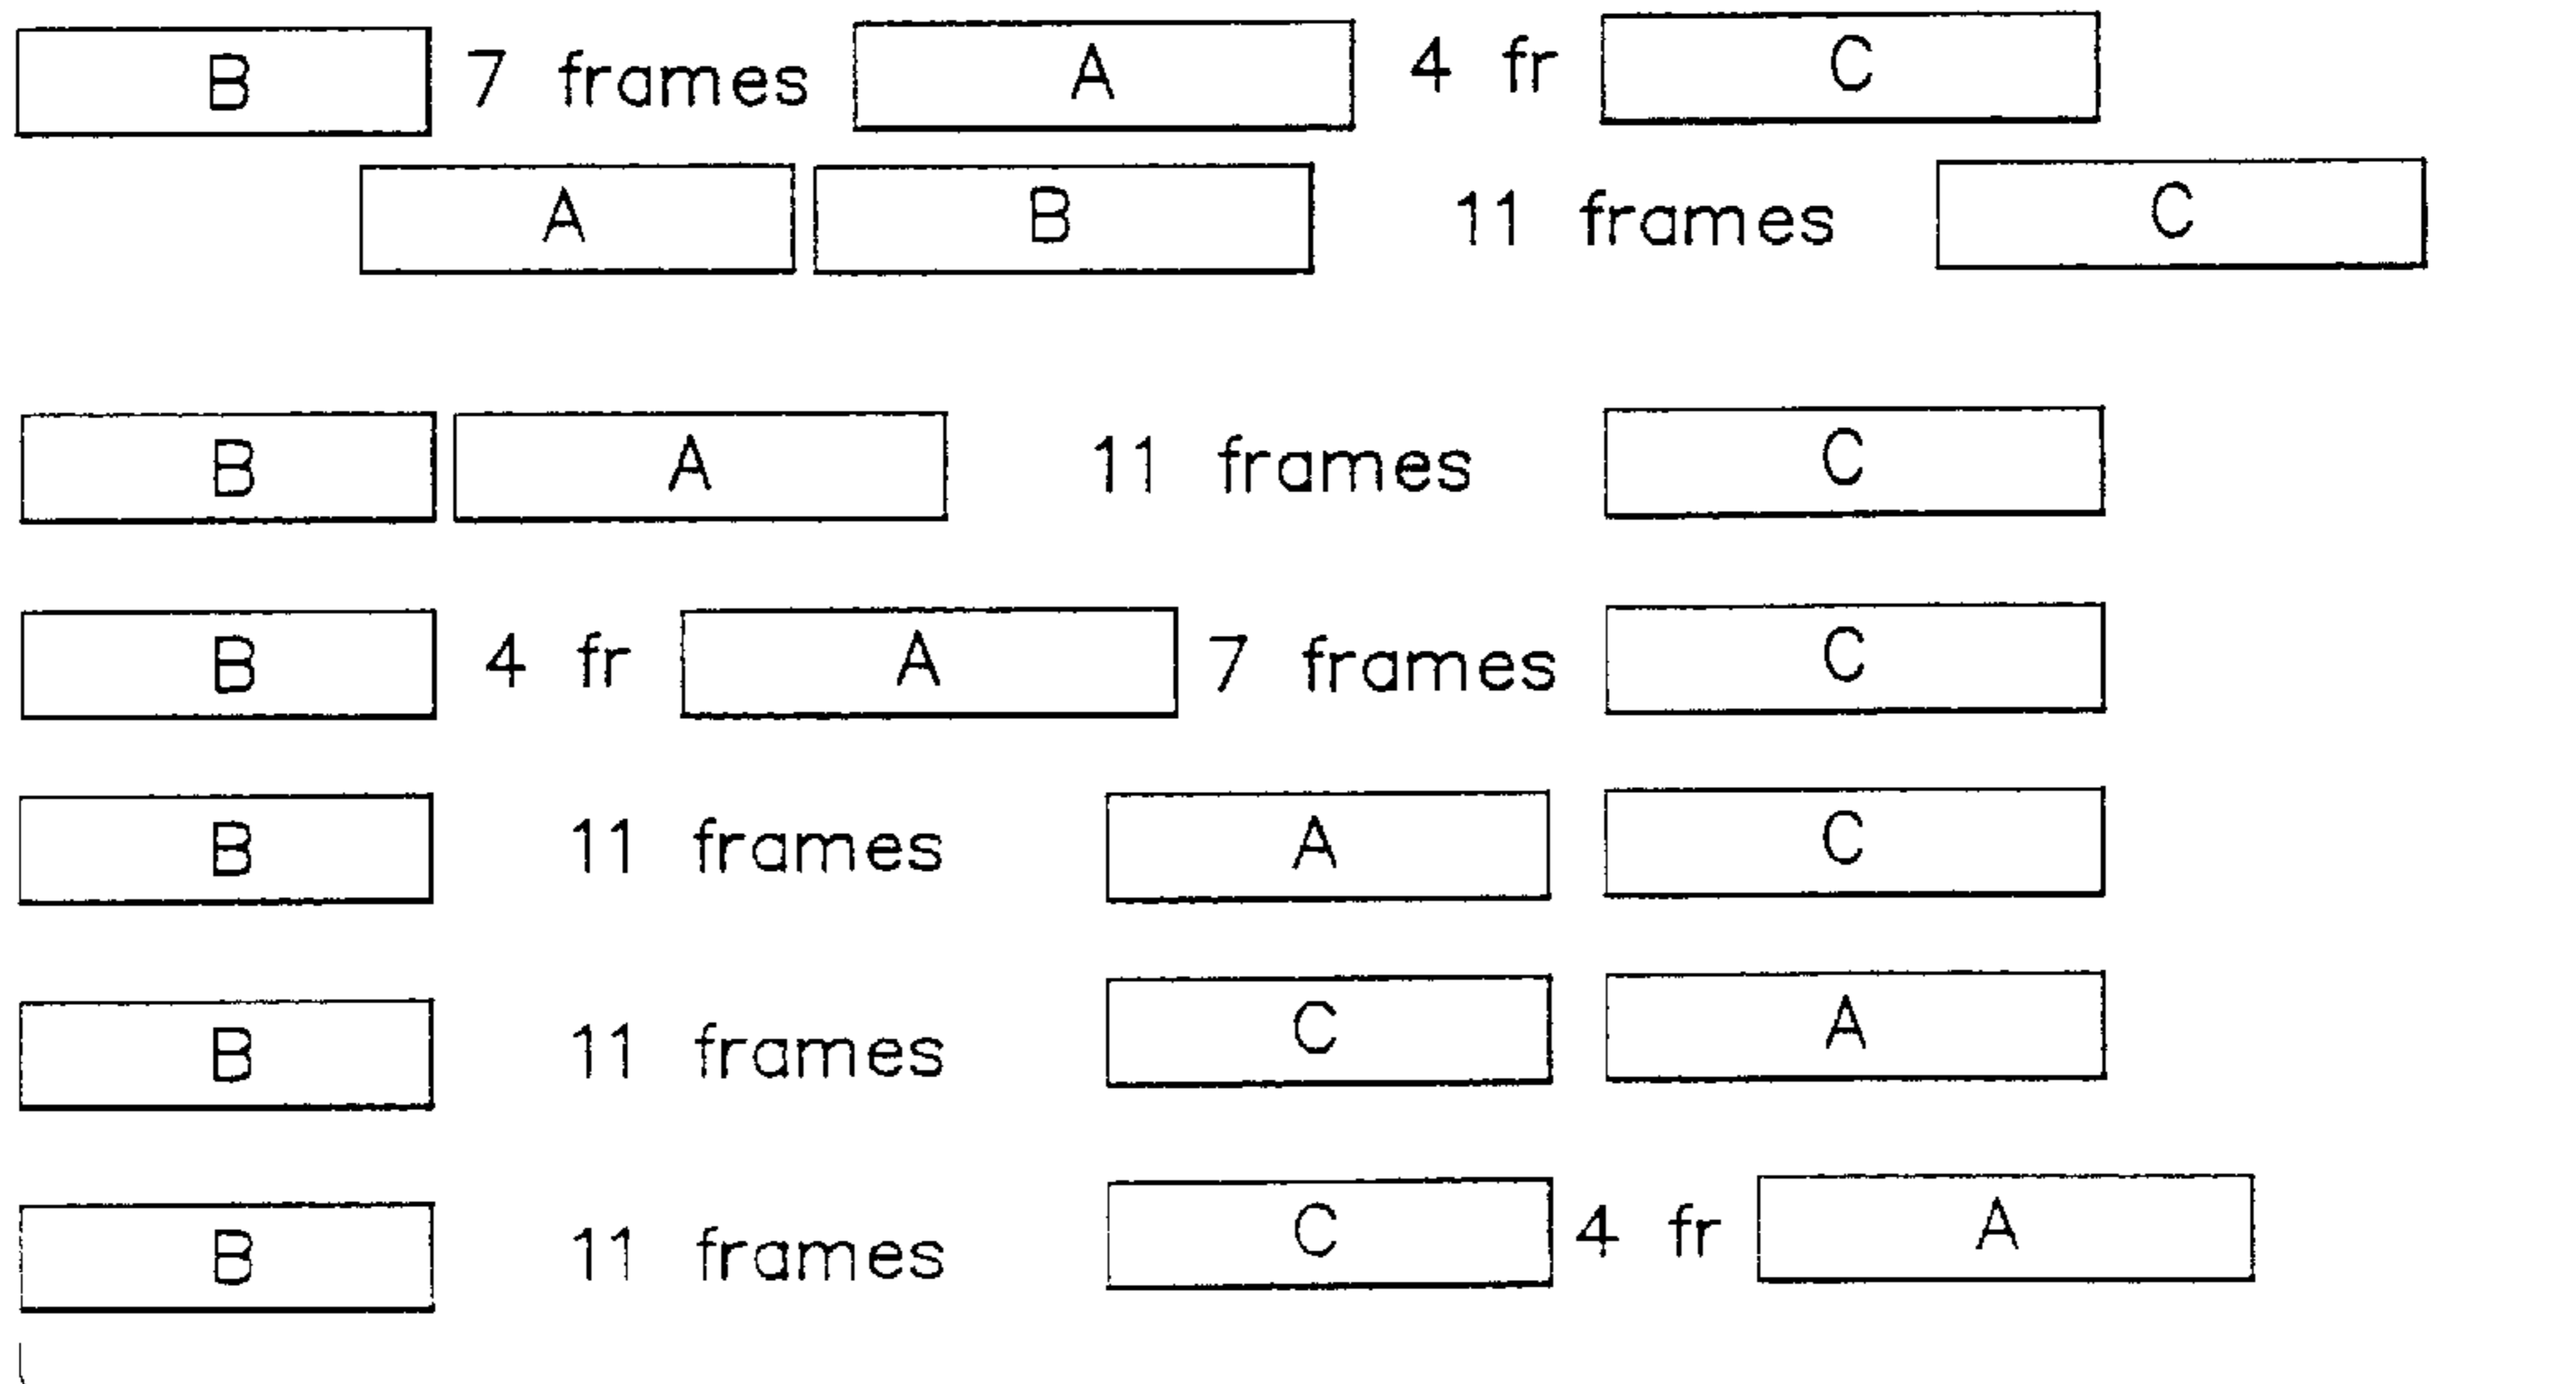 B 7 frames A 4 fr C
A B 11 frames C
B A 11 frames C
B 4 fr A 7 frames C
B 11 frames A C
B 11 frames C A
B 11 frames C 4 fr A